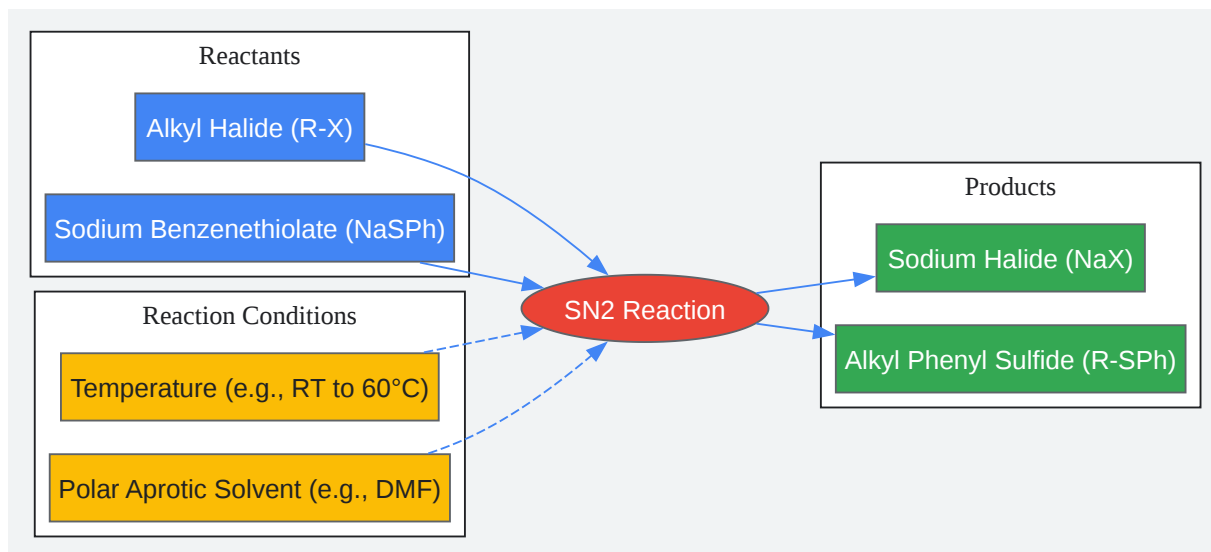 Reactants
Alkyl Halide (R-X)
Sodium Benzenethiolate (NaSPh)
Reaction Conditions
Temperature (e.g., RT to 60°C)
Polar Aprotic Solvent (e.g., DMF)
SN2 Reaction
Products
Sodium Halide (NaX)
Alkyl Phenyl Sulfide (R-SPh)